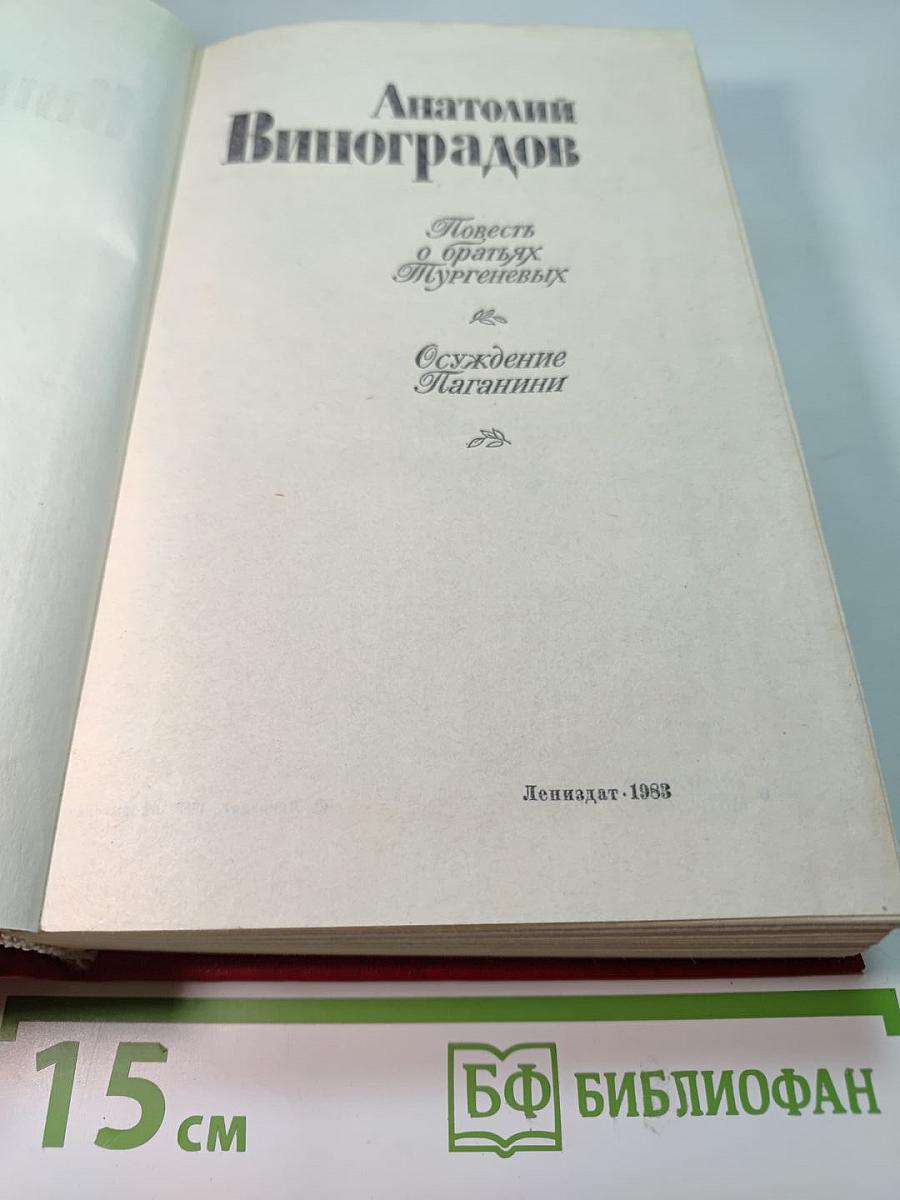 Анатолий
Виноградов
Повесть
о братьях
Тургеневых
Осуждение
Паганини
Лениздат · 1983
15 см
БФ БИБЛИОФАН